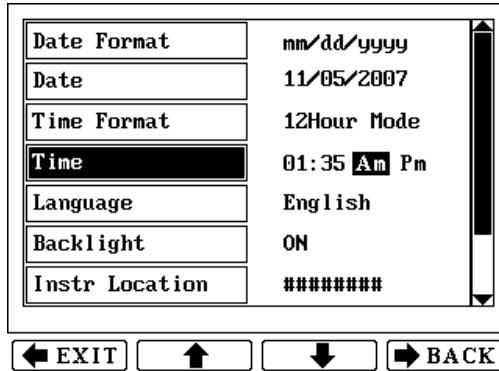 Date Format mm/dd/yyyy
Date 11/05/2007
Time Format 12Hour Mode
Time 01:35 Am Pm
Language English
Backlight ON
Instr Location ########
EXIT BACK